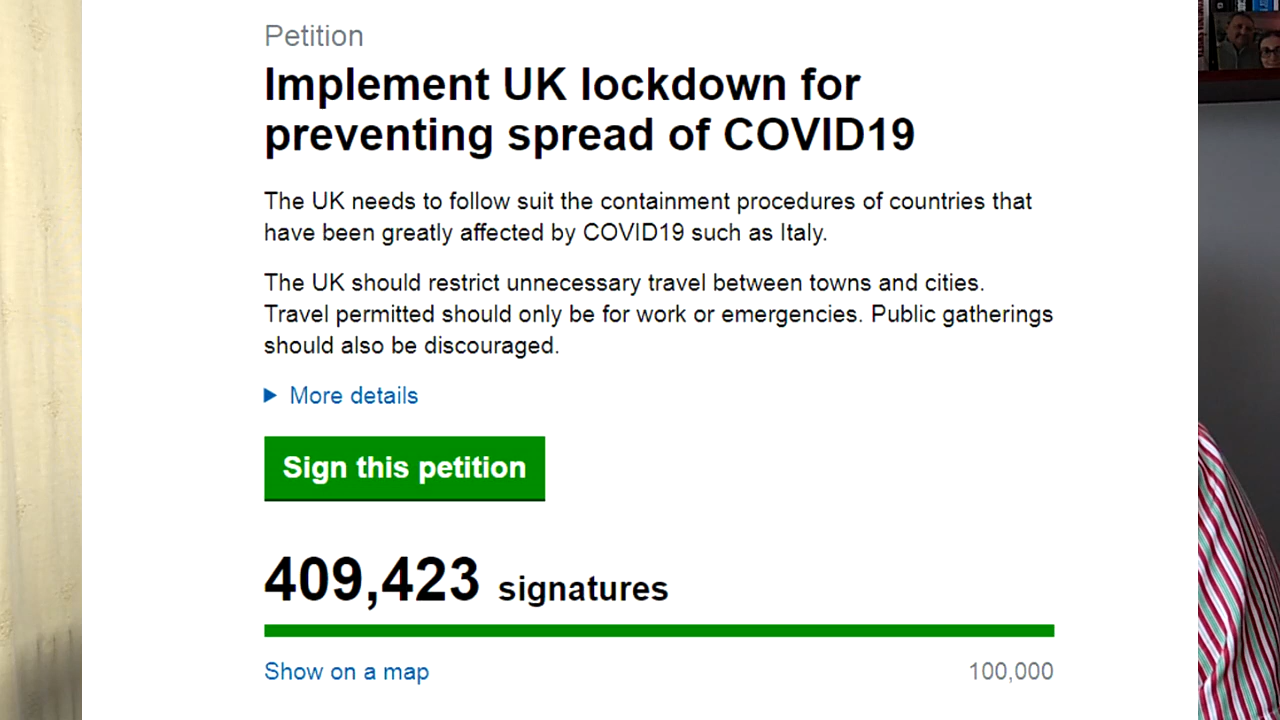 Petition
Implement UK lockdown for
preventing spread of COVID19
The UK needs to follow suit the containment procedures of countries that
have been greatly affected by COVID19 such as Italy.
The UK should restrict unnecessary travel between towns and cities.
Travel permitted should only be for work or emergencies. Public gatherings
should also be discouraged.
More details
Sign this petition
409,423 signatures
Show on a map
100,000